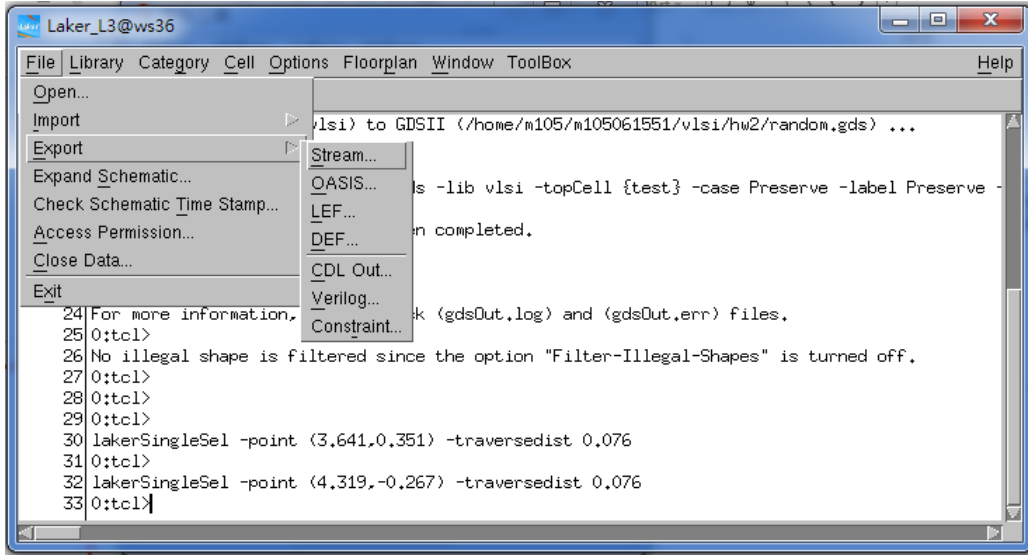 Laker_L3@ws36
File Library Category Cell Options Floorplan Window ToolBox Help
Open...
Import
vlsi) to GDSII (/home/m105/m105061551/vlsi/hw2/random.gds) ...
Export
Stream...
Expand Schematic...
OASIS...
ds -lib vlsi -topCell {test} -case Preserve -label Preserve -
Check Schematic Time Stamp...
LEF...
Access Permission...
DEF...
en completed.
Close Data...
CDL Out...
Exit
Verilog...
24 For more information, k (gdsOut.log) and (gdsOut.err) files.
Constraint...
25 0:tcl>
26 No illegal shape is filtered since the option "Filter-Illegal-Shapes" is turned off.
27 0:tcl>
28 0:tcl>
29 0:tcl>
30 lakerSingleSel -point (3.641,0.351) -traversedist 0.076
31 0:tcl>
32 lakerSingleSel -point (4.319,-0.267) -traversedist 0.076
33 0:tcl>